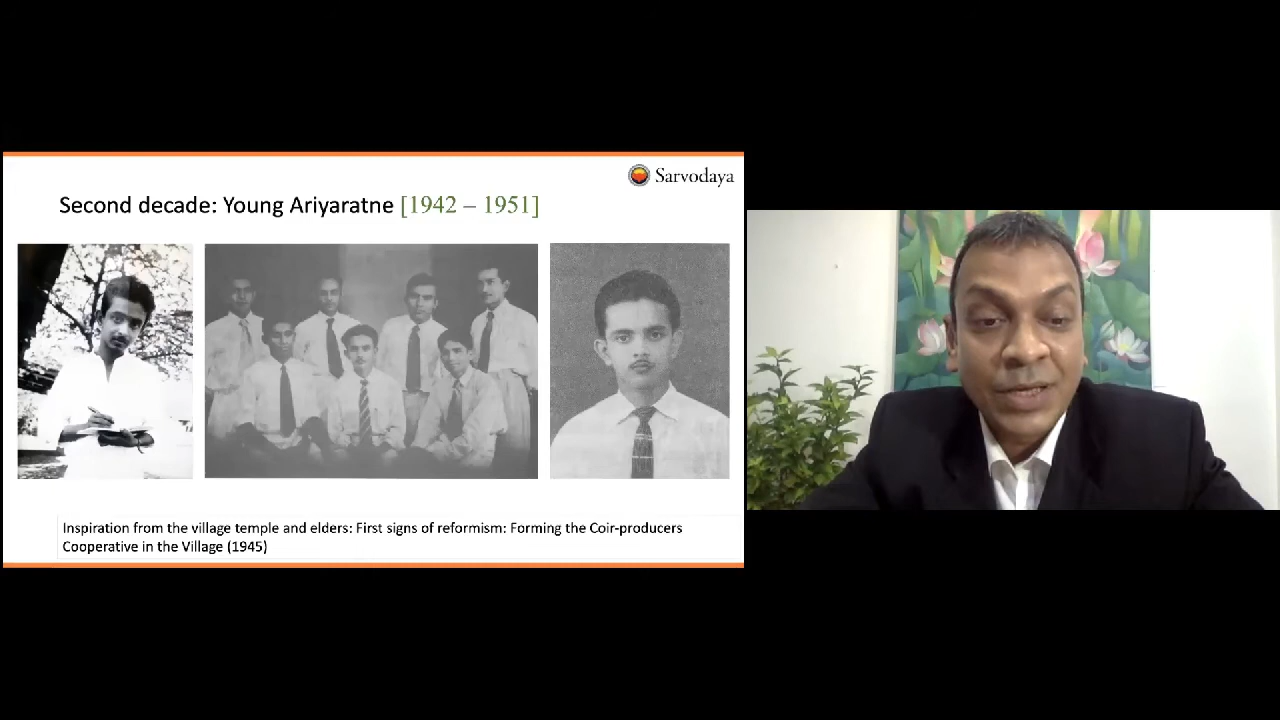 Sarvodaya
Second decade: Young Ariyaratne [1942 – 1951]
Inspiration from the village temple and elders: First signs of reformism: Forming the Coir-producers
Cooperative in the Village (1945)